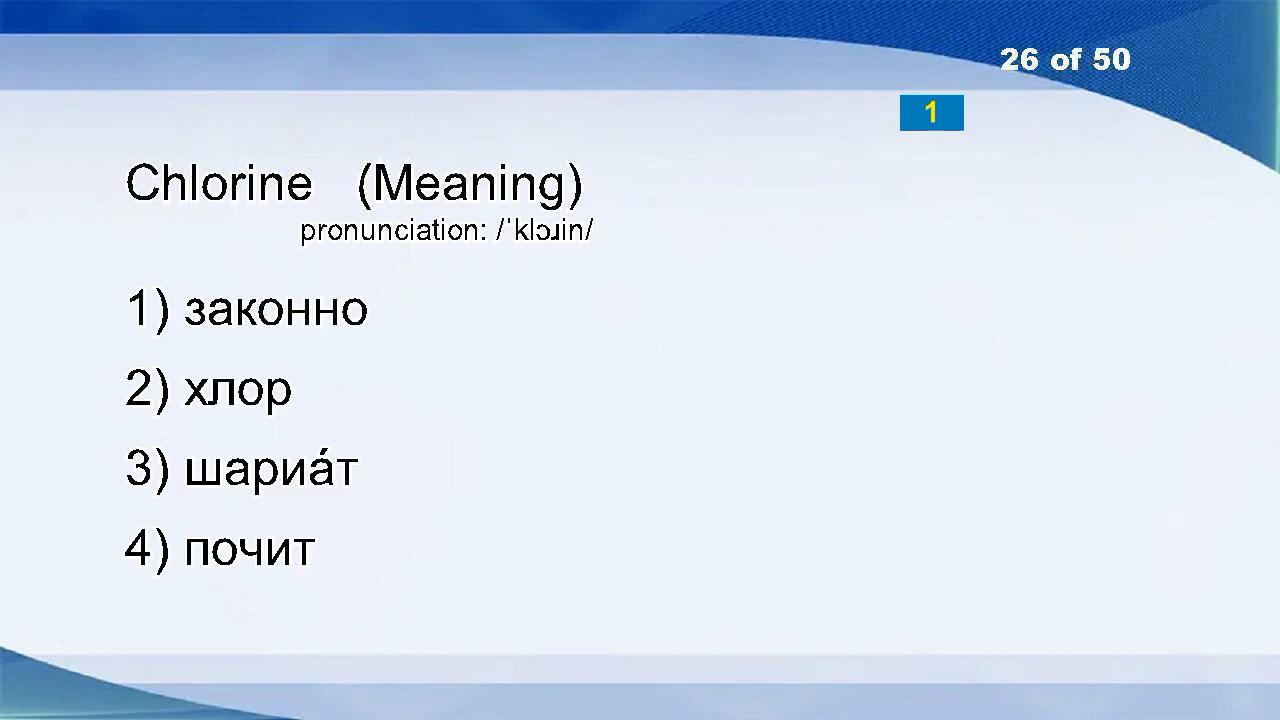 26 of 50
1
Chlorine (Meaning)
pronunciation: /ˈklɔɹin/
1) законно
2) хлор
3) шариа́т
4) почит